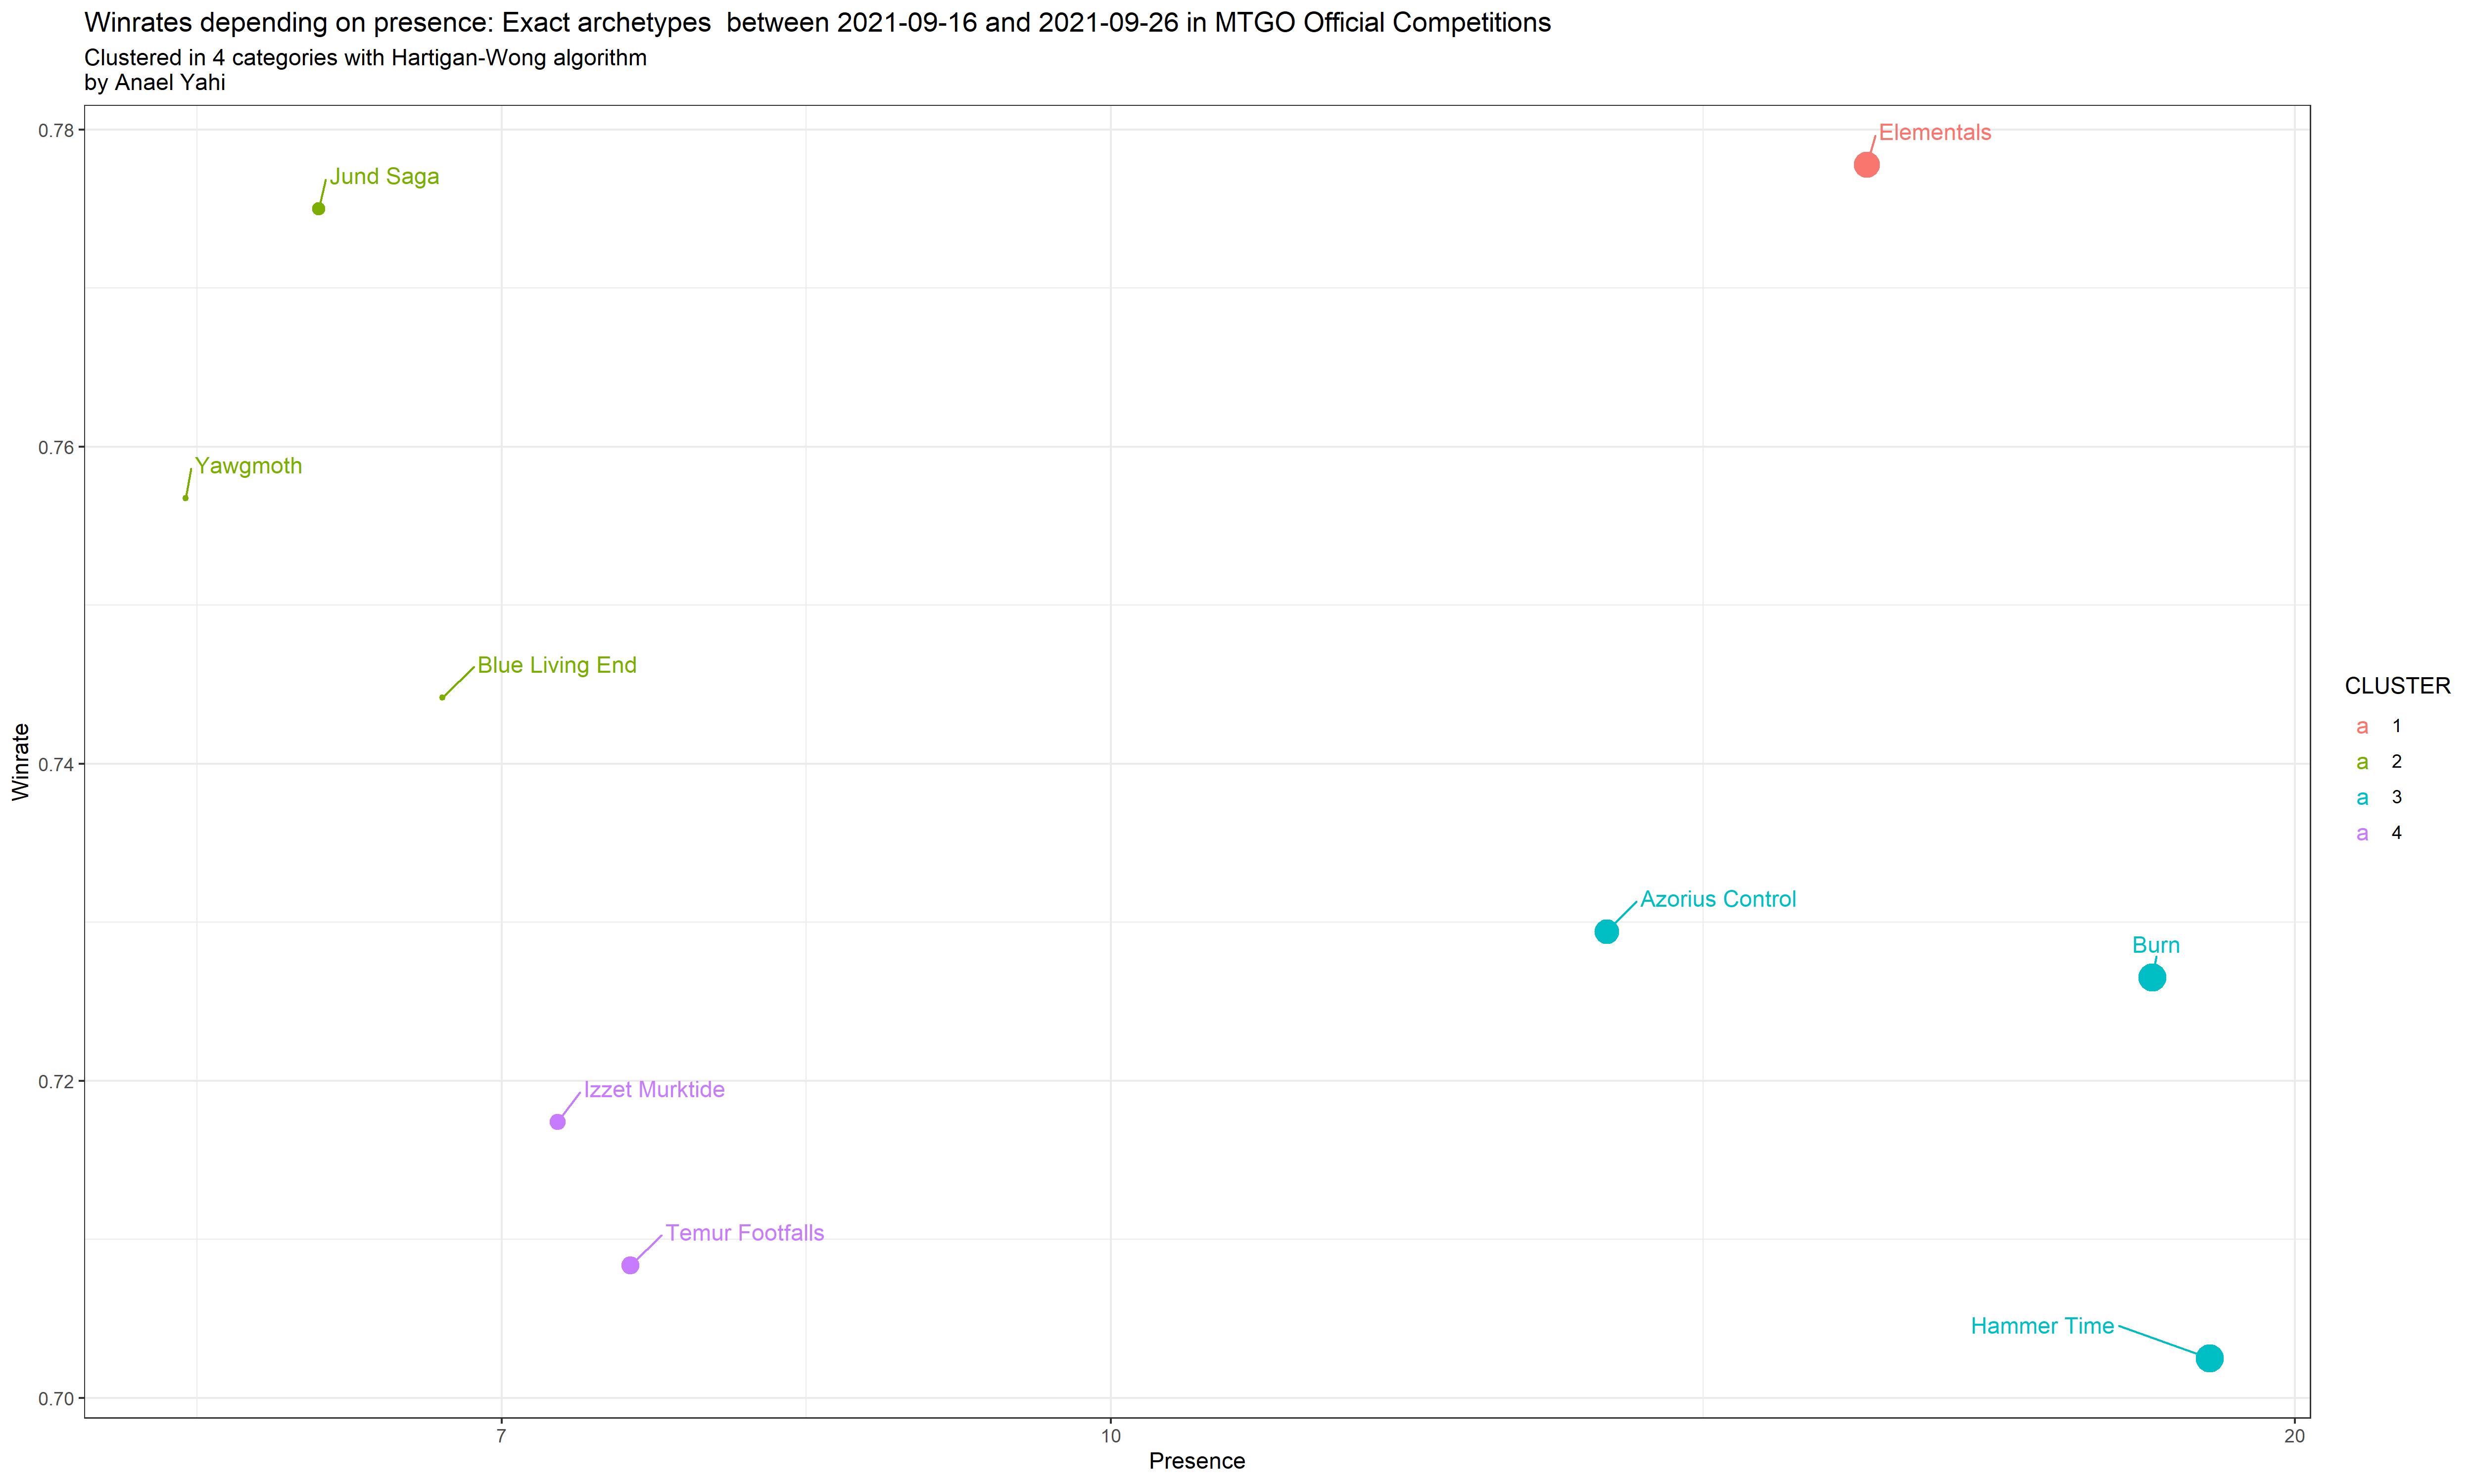 Winrates depending on presence: Exact archetypes  between 2021-09-16 and 2021-09-26 in MTGO Official Competitions
Clustered in 4 categories with Hartigan-Wong algorithm
by Anael Yahi
0.78
Elementals
Jund Saga
0.76
Yawgmoth
Blue Living End
Winrate
0.74
CLUSTER
a 1
a 2
a 3
a 4
Azorius Control
Burn
0.72
Izzet Murktide
Temur Footfalls
Hammer Time
0.70
7 10 20
Presence